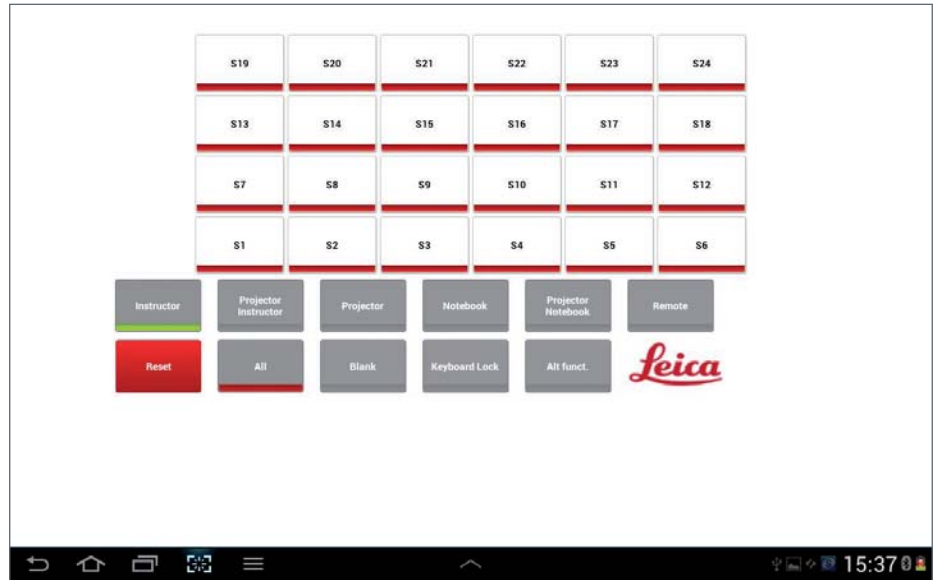 S19 S20 S21 S22 S23 S24
S13 S14 S15 S16 S17 S18
S7 S8 S9 S10 S11 S12
S1 S2 S3 S4 S5 S6
Instructor Projector Instructor Projector Notebook Projector Notebook Remote
Reset All Blank Keyboard Lock Alt funct. Leica
15:37